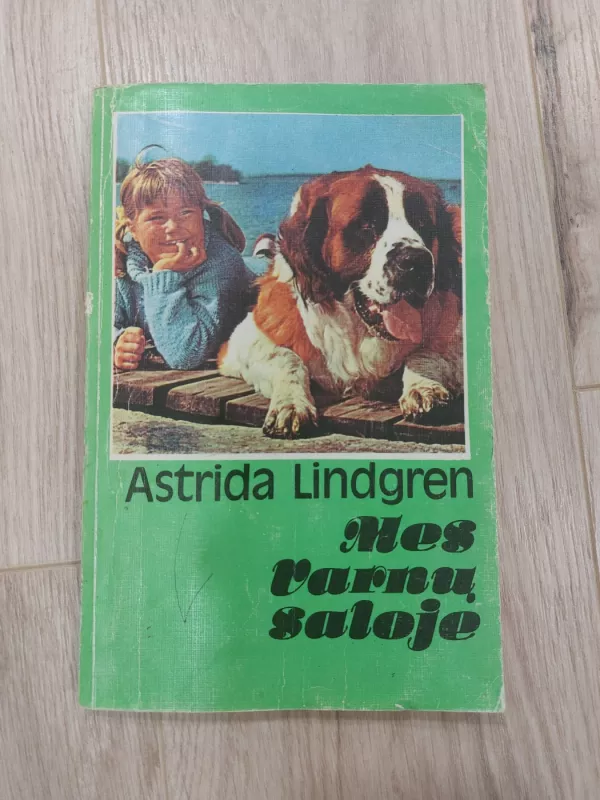 Astrida Lindgren
Mes
Varnų
saloje